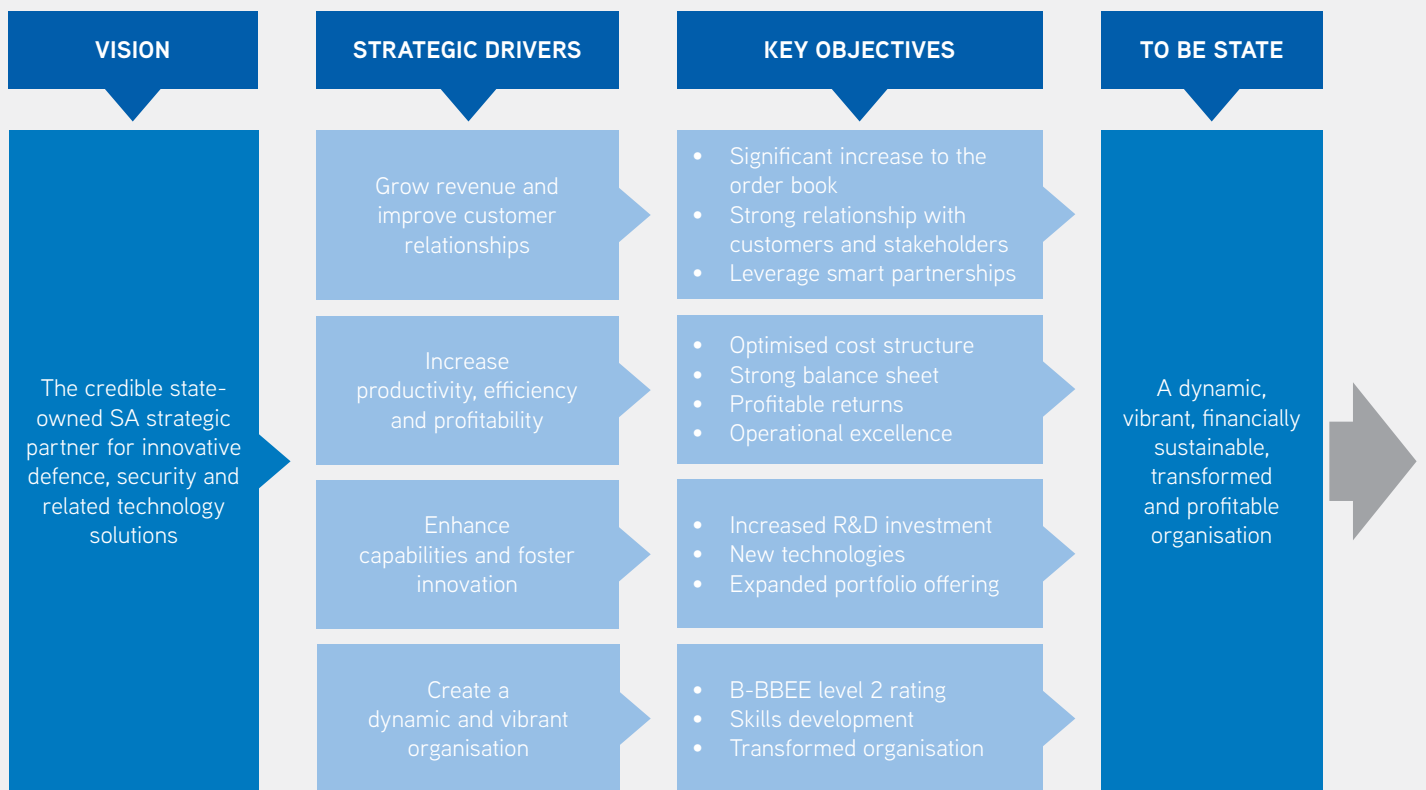 VISION
STRATEGIC DRIVERS
KEY OBJECTIVES
TO BE STATE
The credible state-
owned SA strategic
partner for innovative
defence, security and
related technology
solutions
Grow revenue and
improve customer
relationships
• Significant increase to the
order book
• Strong relationship with
customers and stakeholders
• Leverage smart partnerships
Increase
productivity, efficiency
and profitability
• Optimised cost structure
• Strong balance sheet
• Profitable returns
• Operational excellence
Enhance
capabilities and foster
innovation
• Increased R&D investment
• New technologies
• Expanded portfolio offering
Create a
dynamic and vibrant
organisation
• B-BBEE level 2 rating
• Skills development
• Transformed organisation
A dynamic,
vibrant, financially
sustainable,
transformed
and profitable
organisation